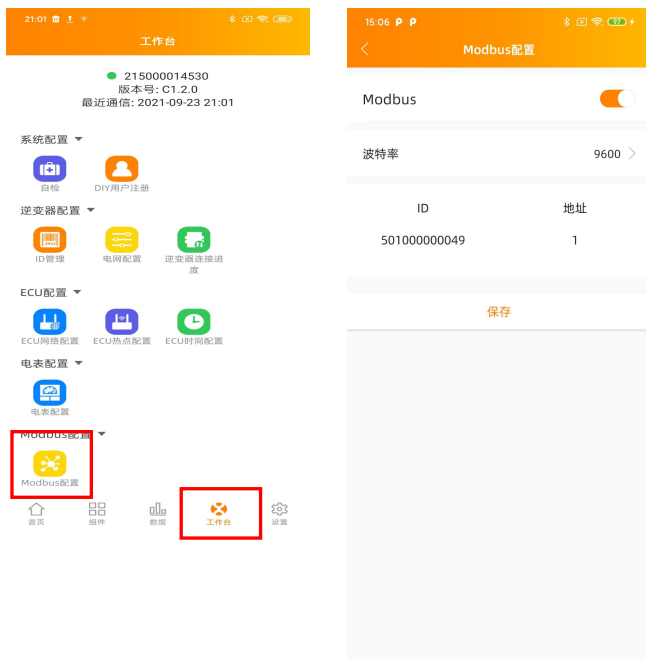 21:01
工作台
215000014530
版本号: C1.2.0
最近通信: 2021-09-23 21:01
系统配置
自检
DIY用户注册
逆变器配置
ID管理
电网配置
逆变器连接进
度
ECU配置
ECU网络配置
ECU热点配置
ECU时间配置
电表配置
电表配置
Modbus配置
Modbus配置
首页
组件
数据
工作台
设置
15:06
97
Modbus配置
Modbus
波特率
9600
ID
地址
501000000049
1
保存